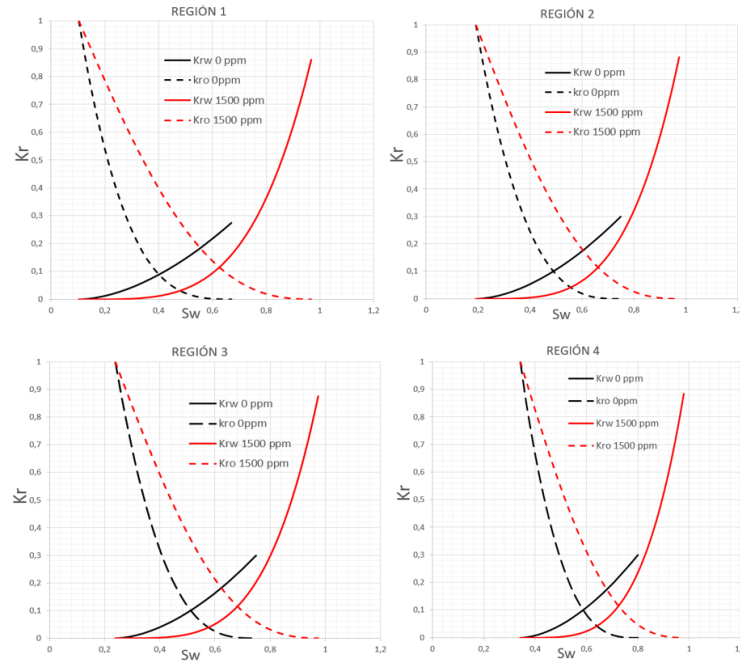 REGIÓN 1
1
0,9
0,8
0,7
0,6
0,5
0,4
0,3
0,2
0,1
0
Kr
Krw 0 ppm
kro 0ppm
Krw 1500 ppm
Kro 1500 ppm
0 0,2 0,4 0,6 0,8 1 1,2
Sw
REGIÓN 2
1
0,9
0,8
0,7
0,6
0,5
0,4
0,3
0,2
0,1
0
Kr
Krw 0 ppm
kro 0ppm
Krw 1500 ppm
Kro 1500 ppm
0 0,2 0,4 0,6 0,8 1 1,2
Sw
REGIÓN 3
1
0,9
0,8
0,7
0,6
0,5
0,4
0,3
0,2
0,1
0
Kr
Krw 0 ppm
kro 0ppm
Krw 1500 ppm
Kro 1500 ppm
0 0,2 0,4 0,6 0,8 1 1,2
Sw
REGIÓN 4
1
0,9
0,8
0,7
0,6
0,5
0,4
0,3
0,2
0,1
0
Kr
Krw 0 ppm
kro 0ppm
Krw 1500 ppm
Kro 1500 ppm
0 0,2 0,4 0,6 0,8 1
Sw